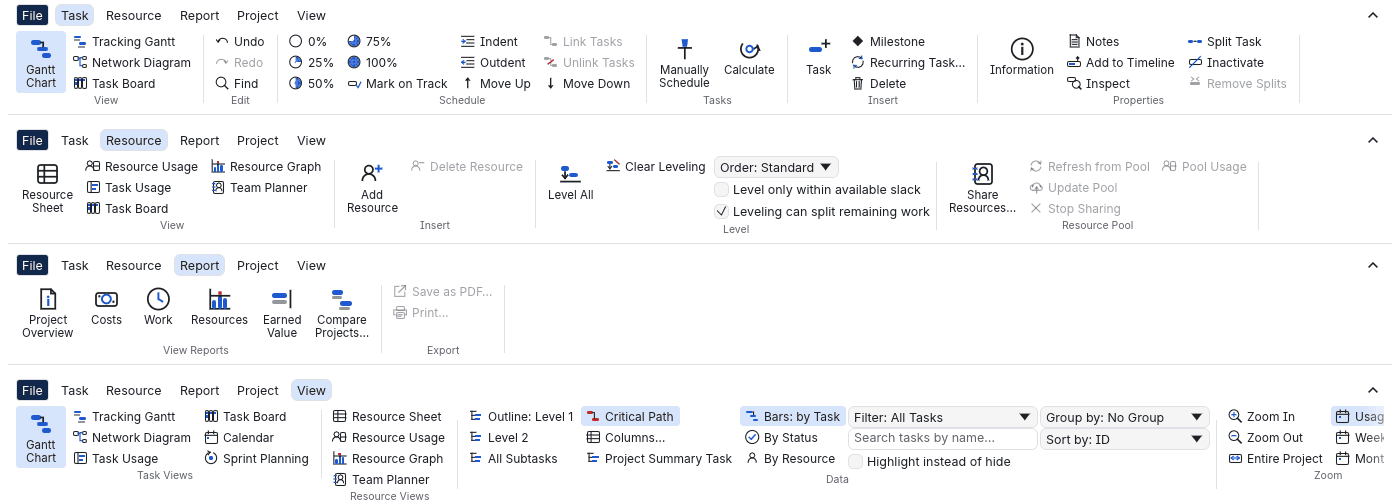 File Task Resource Report Project View
Gantt Chart
Tracking Gantt
Network Diagram
Task Board
View
Undo
Redo
Find
Edit
0% 75% Indent Link Tasks
25% 100% Outdent Unlink Tasks
50% Mark on Track Move Up Move Down
Schedule
Manually Schedule
Calculate
Tasks
Task
Milestone
Recurring Task...
Delete
Insert
Information
Notes Split Task
Add to Timeline Inactivate
Inspect Remove Splits
Properties
File Task Resource Report Project View
Resource Sheet
Resource Usage Resource Graph
Task Usage Team Planner
Task Board
View
Add Resource
Delete Resource
Insert
Level All
Clear Leveling
Order: Standard
Level only within available slack
Leveling can split remaining work
Level
Share Resources...
Refresh from Pool Pool Usage
Update Pool
Stop Sharing
Resource Pool
File Task Resource Report Project View
Project Overview
Costs
Work
Resources
Earned Value
Compare Projects...
View Reports
Save as PDF...
Print...
Export
File Task Resource Report Project View
Gantt Chart
Tracking Gantt Task Board
Network Diagram Calendar
Task Usage Sprint Planning
Task Views
Resource Sheet
Resource Usage
Resource Graph
Team Planner
Resource Views
Outline: Level 1 Critical Path Bars: by Task Filter: All Tasks Group by: No Group
Level 2 Columns... By Status Search tasks by name... Sort by: ID
All Subtasks Project Summary Task By Resource Highlight instead of hide
Data
Zoom In Usag
Zoom Out Week
Entire Project Mont
Zoom